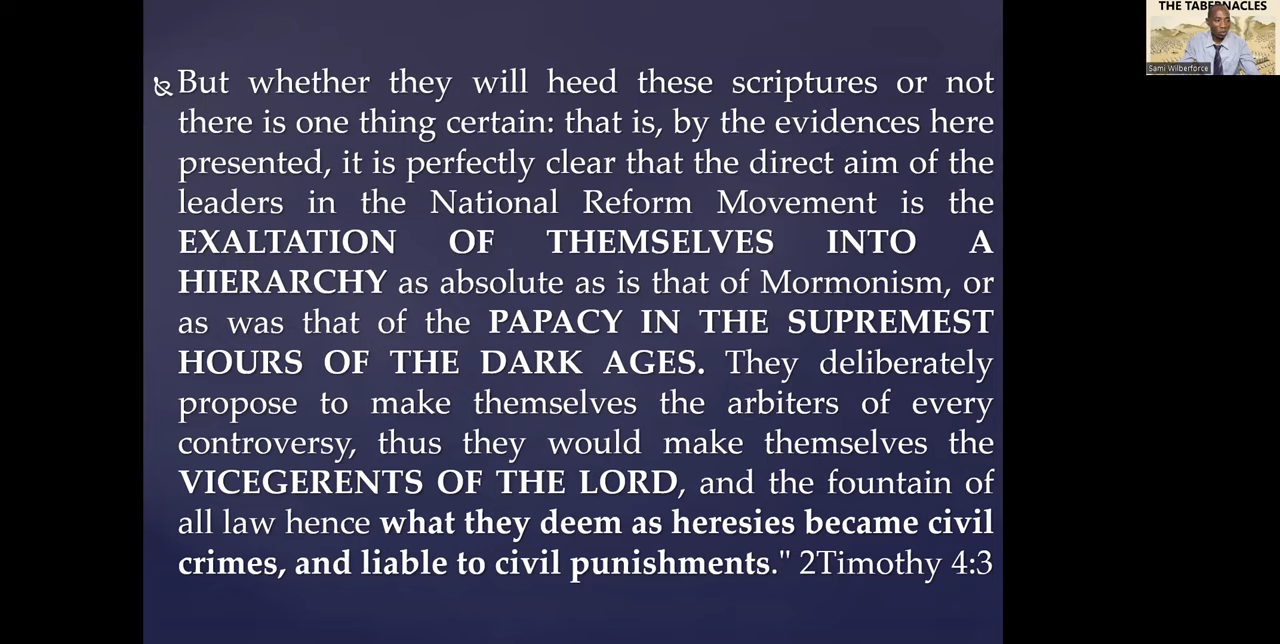 THE TABERNACLES
Sami Wilberforce
But whether they will heed these scriptures or not
there is one thing certain: that is, by the evidences here
presented, it is perfectly clear that the direct aim of the
leaders in the National Reform Movement is the
EXALTATION OF THEMSELVES INTO A
HIERARCHY as absolute as is that of Mormonism, or
as was that of the PAPACY IN THE SUPREMEST
HOURS OF THE DARK AGES. They deliberately
propose to make themselves the arbiters of every
controversy, thus they would make themselves the
VICEGERENTS OF THE LORD, and the fountain of
all law hence what they deem as heresies became civil
crimes, and liable to civil punishments." 2Timothy 4:3